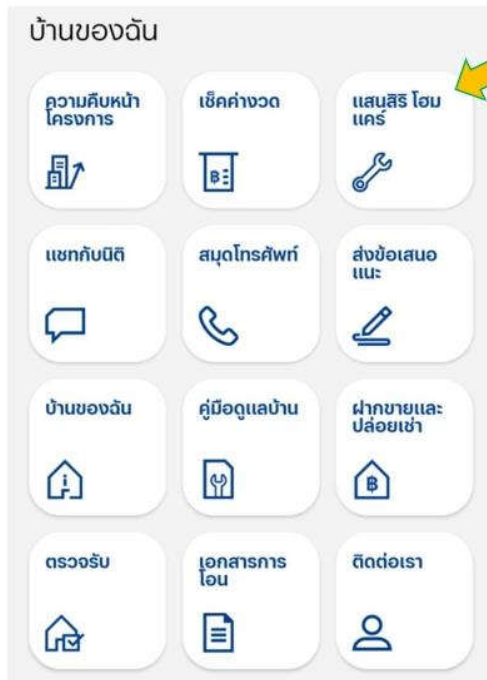 บ้านของฉัน
ความคืบหน้า
โครงการ
เช็คค่างวด
แสนสิริ โฮม
แคร์
แชทกับนิติ
สมุดโทรศัพท์
ส่งข้อเสนอ
แนะ
บ้านของฉัน
คู่มือดูแลบ้าน
ฝากขายและ
ปล่อยเช่า
ตรวจรับ
เอกสารการ
โอน
ติดต่อเรา